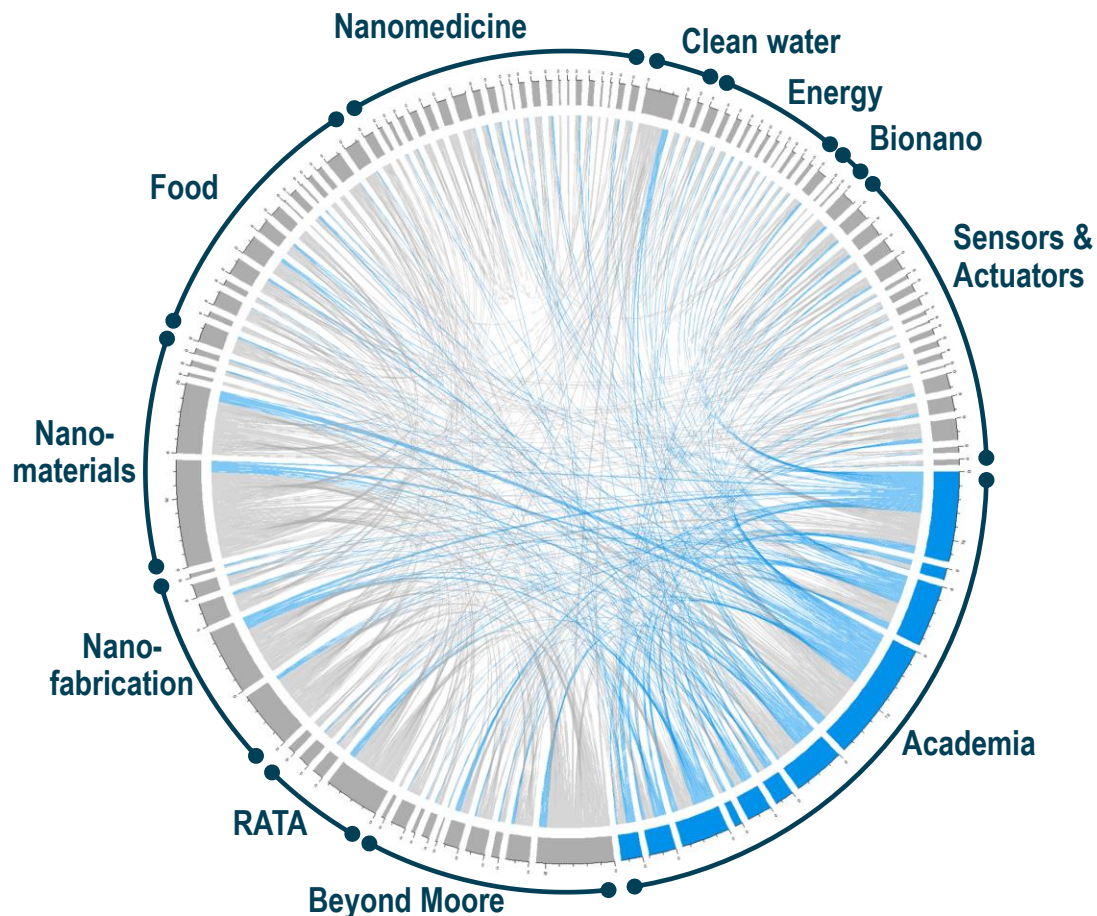 Nanomedicine
Clean water
Energy
Bionano
Food
Sensors &
Actuators
Nano-
materials
Nano-
fabrication
Academia
RATA
Beyond Moore